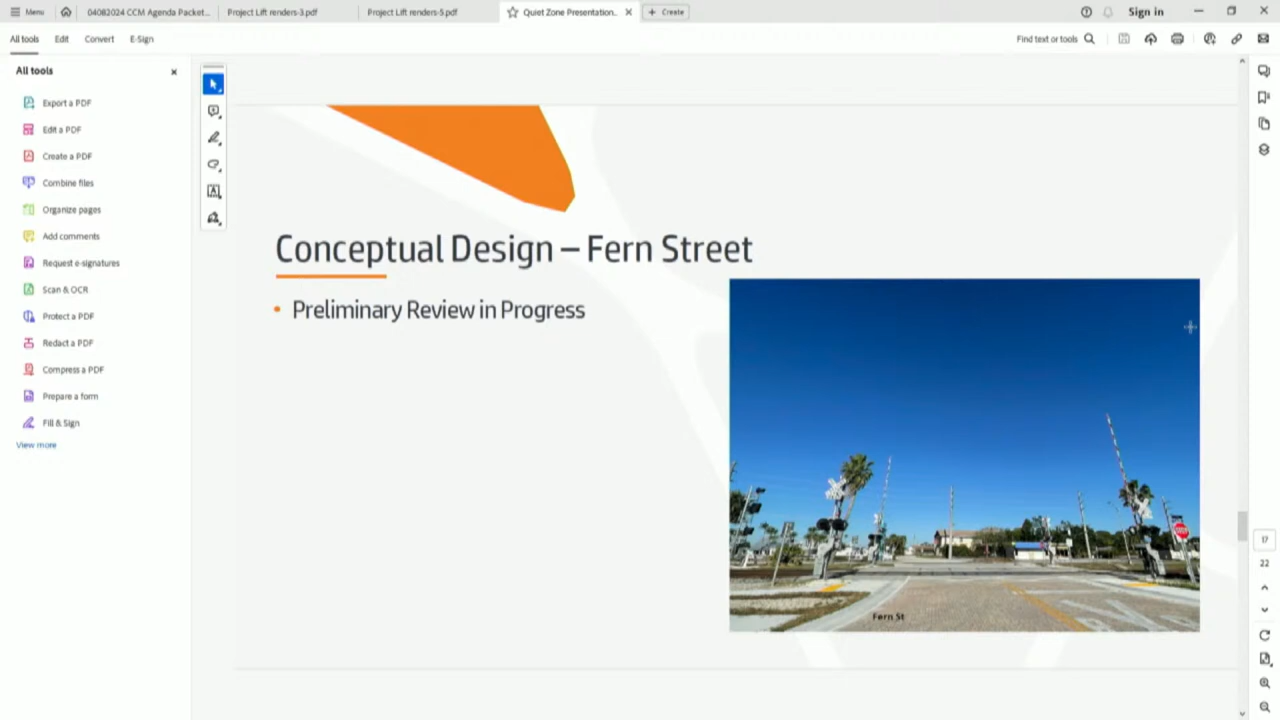 Menu
04082024 CCM Agenda Packet...
Project Lift renders-3.pdf
Project Lift renders-5.pdf
Quiet Zone Presentation...
Create
Sign in
All tools
Edit
Convert
E-Sign
Find text or tools
All tools
Export a PDF
Edit a PDF
Create a PDF
Combine files
Organize pages
Add comments
Request e-signatures
Scan & OCR
Protect a PDF
Redact a PDF
Compress a PDF
Prepare a form
Fill & Sign
View more
Conceptual Design – Fern Street
• Preliminary Review in Progress
Fern St
17
22